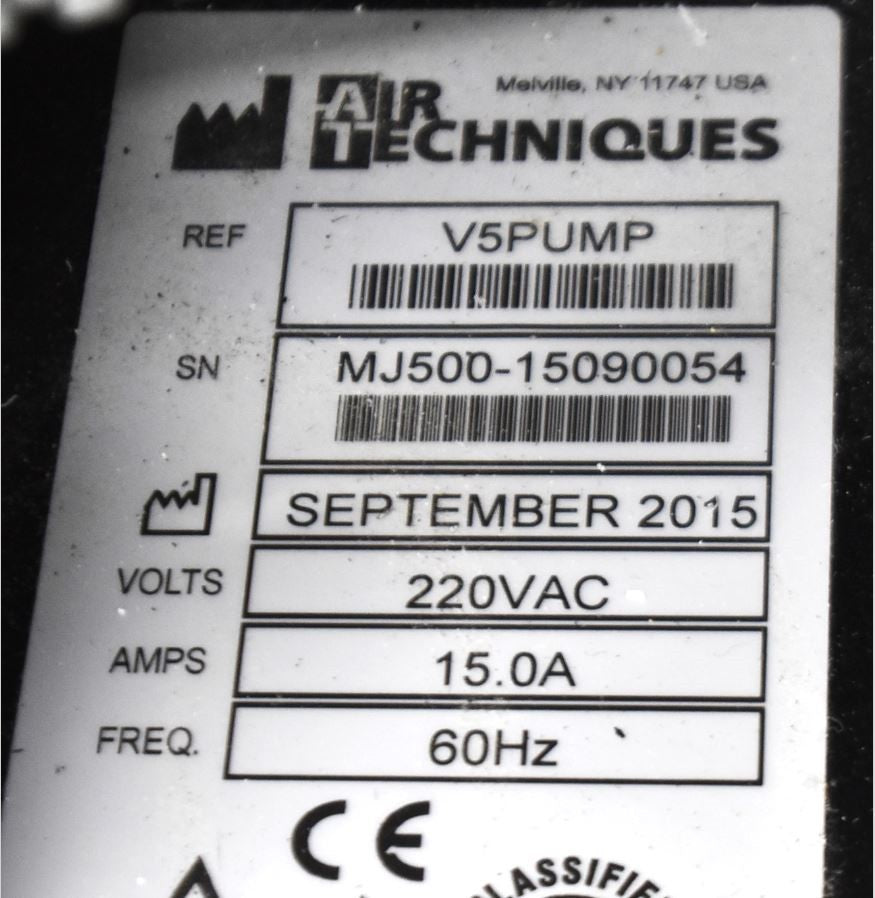 Melville, NY 11747 USA
AIR
TECHNIQUES
REF
V5PUMP
SN
MJ500-15090054
SEPTEMBER 2015
VOLTS
220VAC
AMPS
15.0A
FREQ.
60Hz
CE